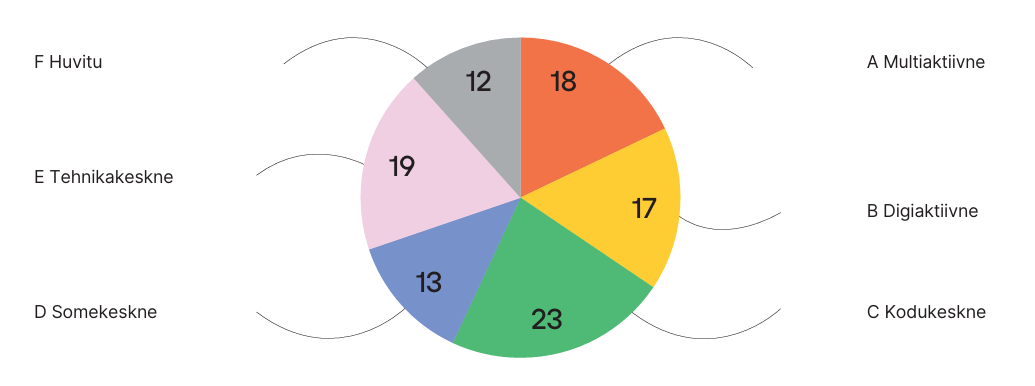 F Huvitu
A Multiaktiivne
12
18
19
E Tehnikakeskne
17
B Digiaktiivne
13
D Somekeskne
23
C Kodukeskne